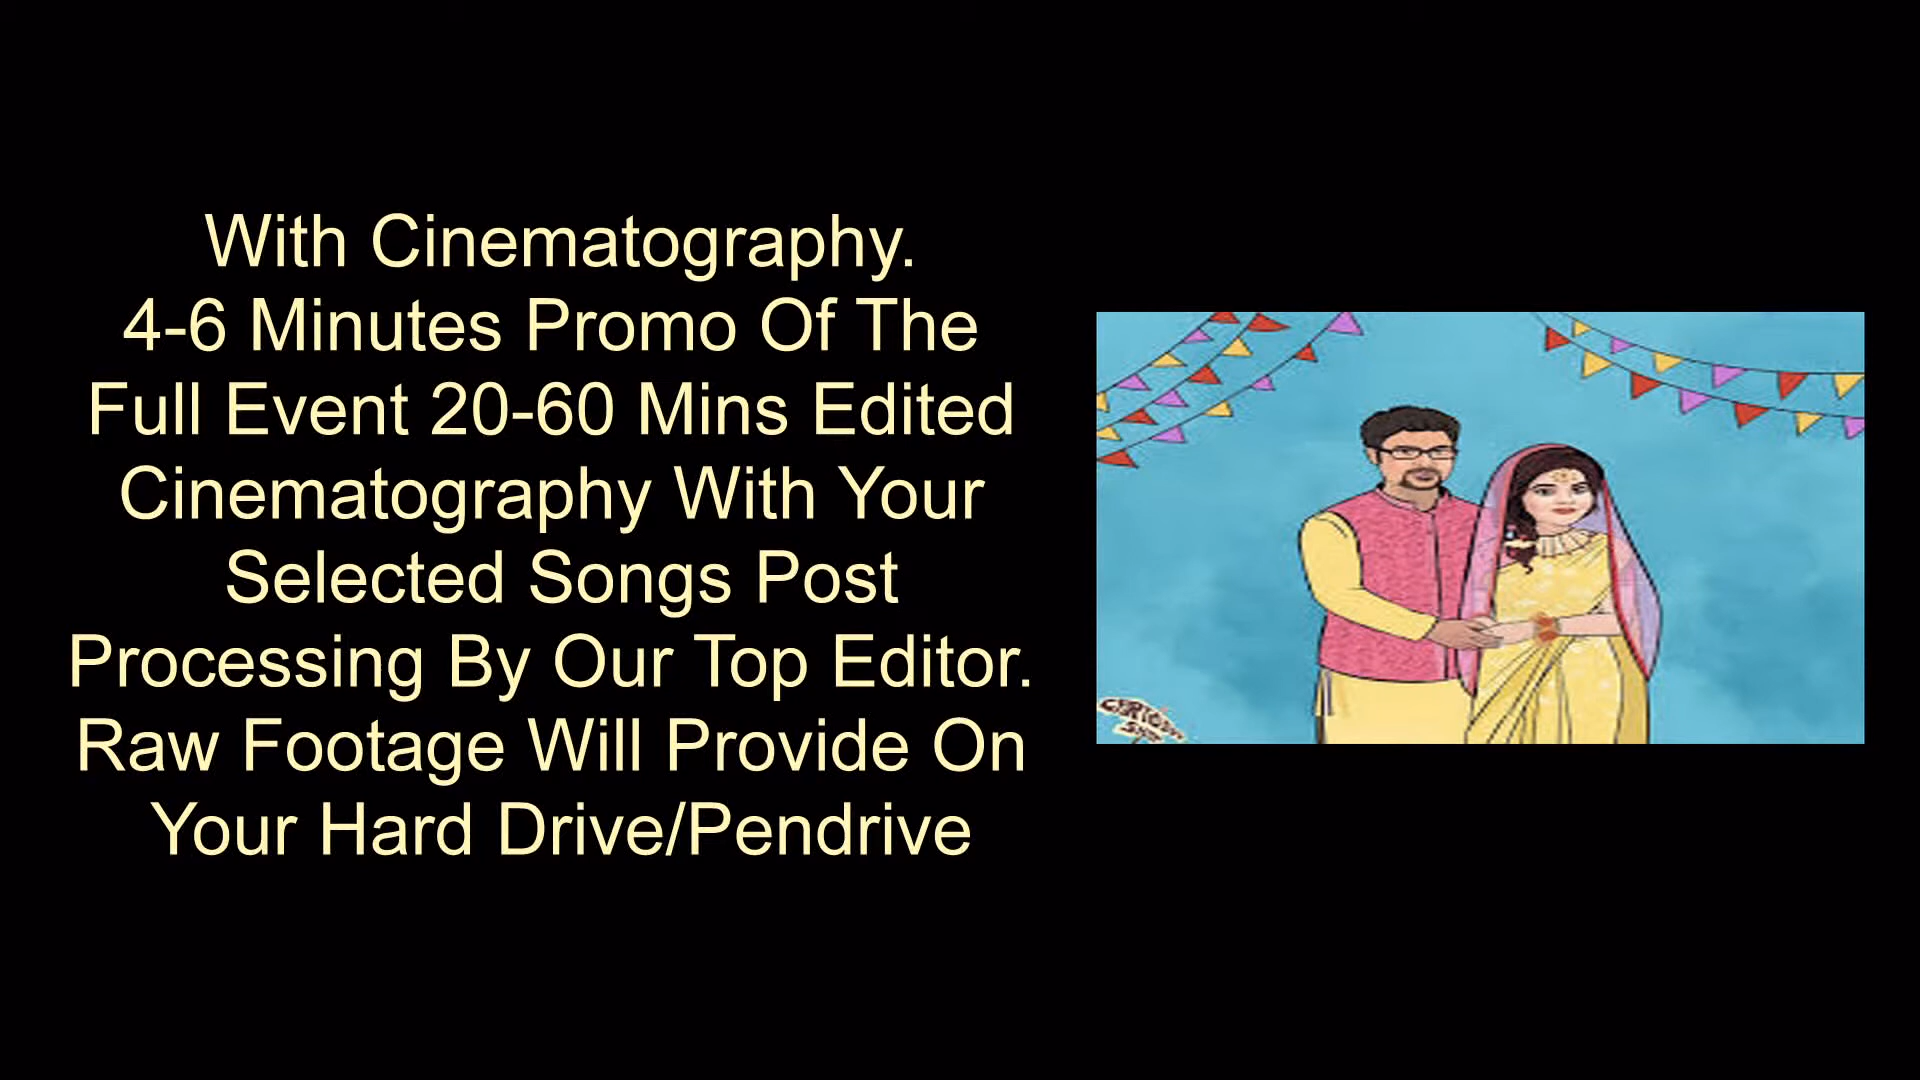 With Cinematography.
4-6 Minutes Promo Of The
Full Event 20-60 Mins Edited
Cinematography With Your
Selected Songs Post
Processing By Our Top Editor.
Raw Footage Will Provide On
Your Hard Drive/Pendrive